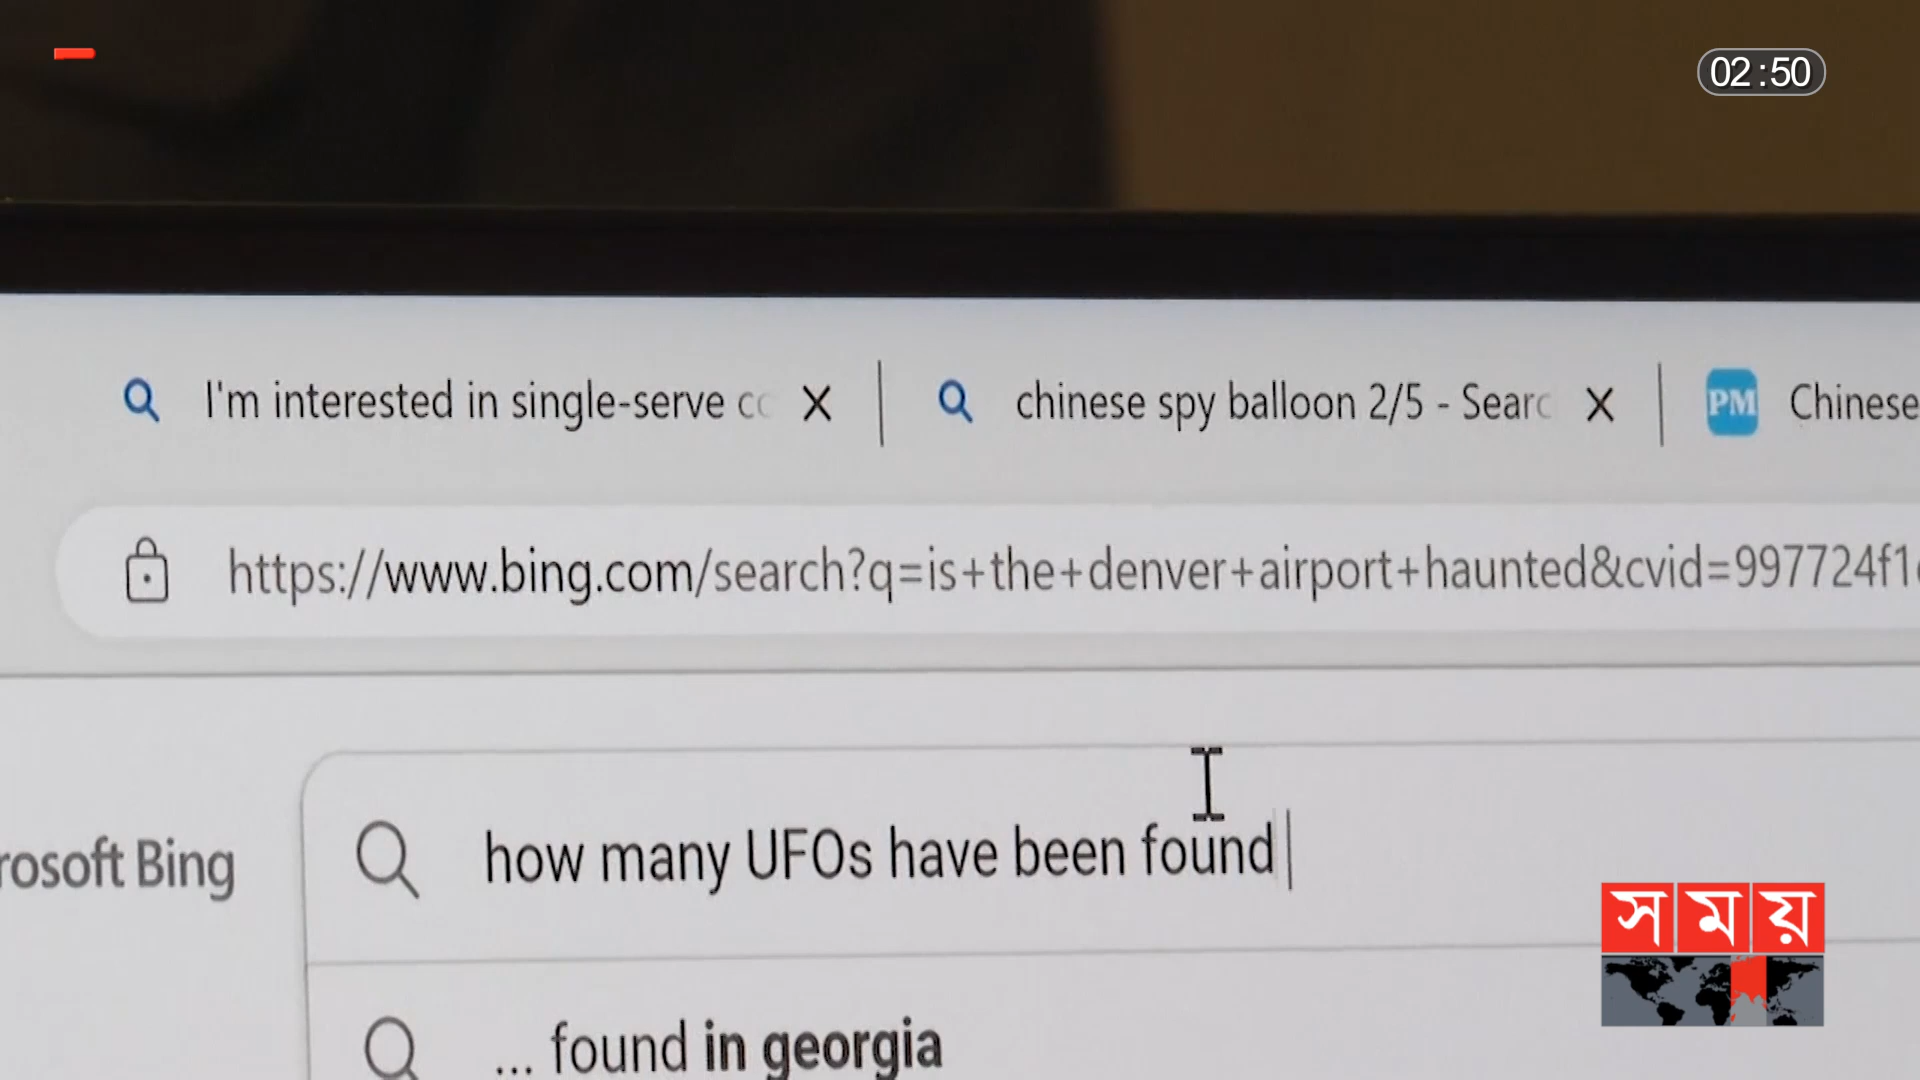 02:50
I'm interested in single-serve cc
chinese spy balloon 2/5 - Searc
PM Chinese
https://www.bing.com/search?q=is+the+denver+airport+haunted&cvid=997724f1
rosoft Bing
how many UFOs have been found
... found in georgia
সময়